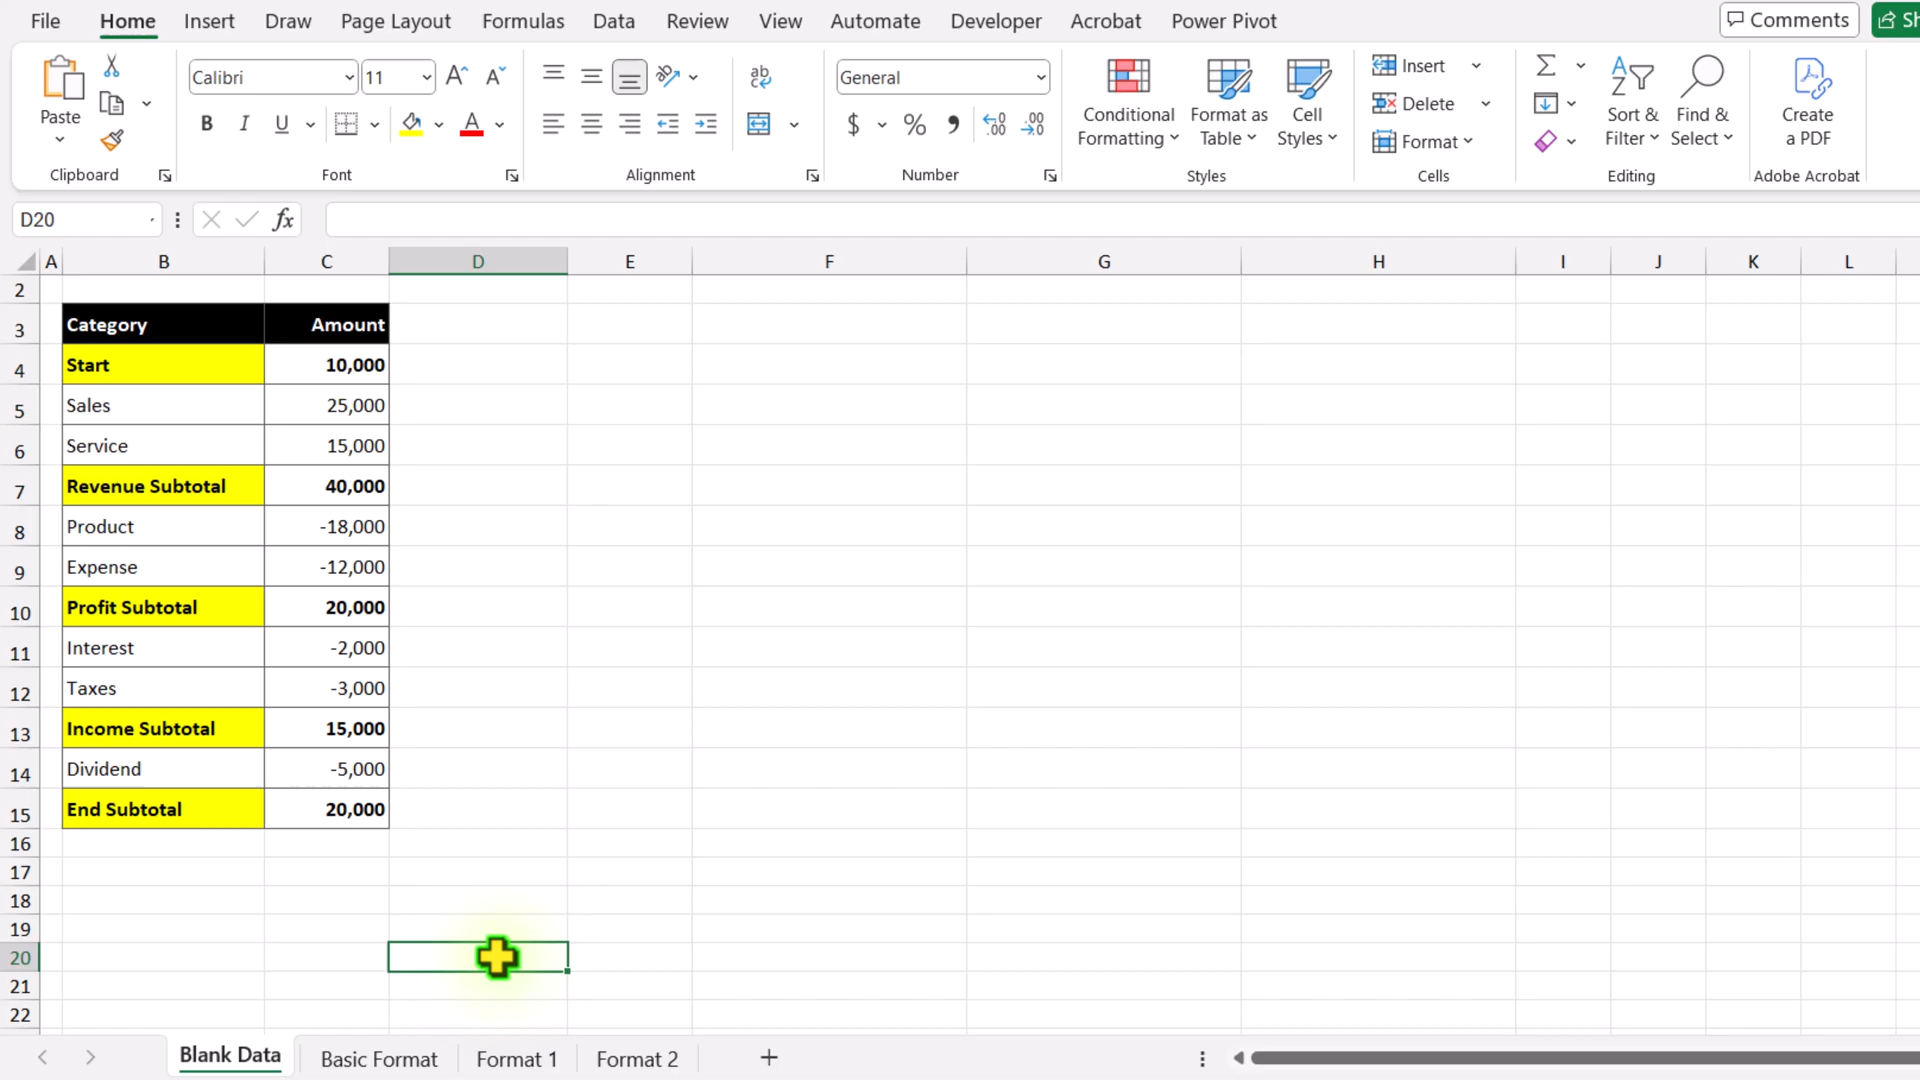 File Home Insert Draw Page Layout Formulas Data Review View Automate Developer Acrobat Power Pivot Comments
Paste
Clipboard
Calibri 11
B I U
Font
Alignment
General
$ %
Number
Conditional Formatting
Format as Table
Cell Styles
Styles
Insert
Delete
Format
Cells
Sort & Filter
Find & Select
Editing
Create a PDF
Adobe Acrobat
D20 fx
A B C D E F G H I J K L
2
3 Category Amount
4 Start 10,000
5 Sales 25,000
6 Service 15,000
7 Revenue Subtotal 40,000
8 Product -18,000
9 Expense -12,000
10 Profit Subtotal 20,000
11 Interest -2,000
12 Taxes -3,000
13 Income Subtotal 15,000
14 Dividend -5,000
15 End Subtotal 20,000
16
17
18
19
20
21
22
Blank Data Basic Format Format 1 Format 2